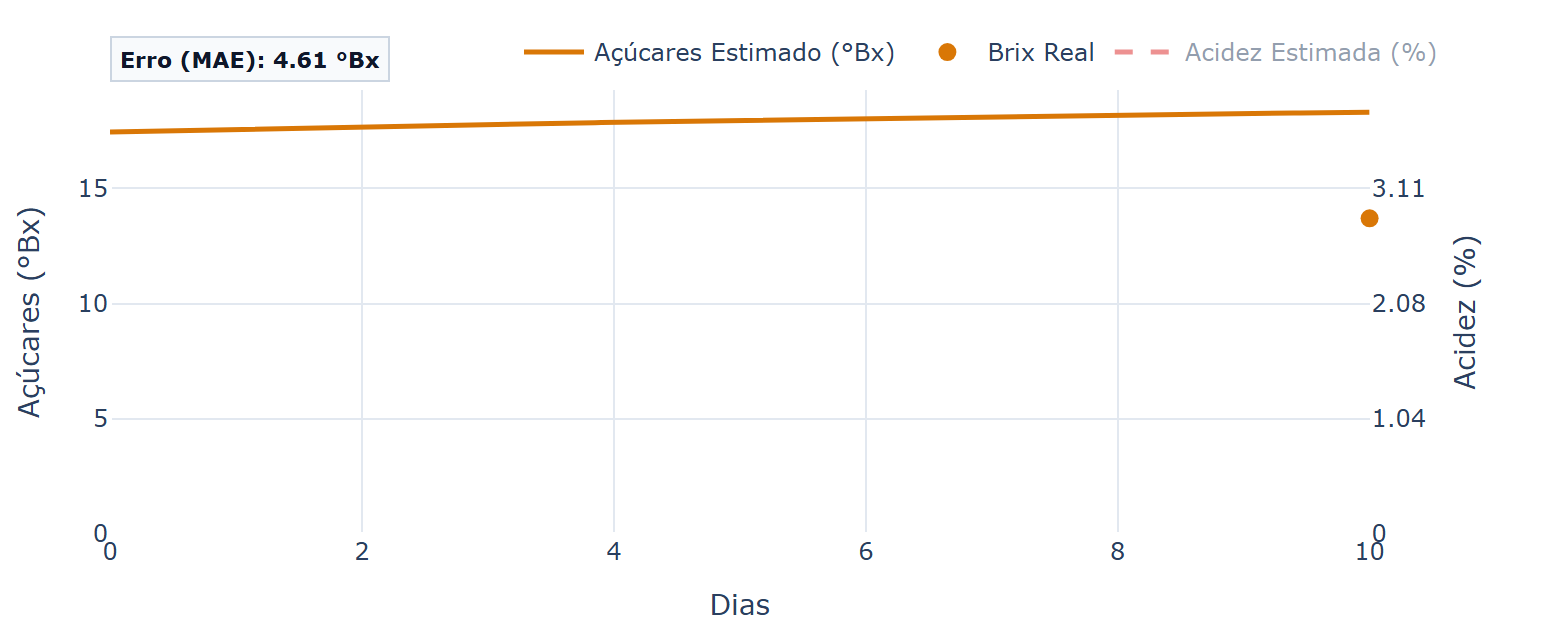 Erro (MAE): 4.61 ºBx
Açúcares Estimado (°Bx)
Brix Real
Acidez Estimada (%)
15
10
5
0
Açúcares (°Bx)
3.11
2.08
1.04
0
Acidez (%)
0
2
4
6
8
10
Dias